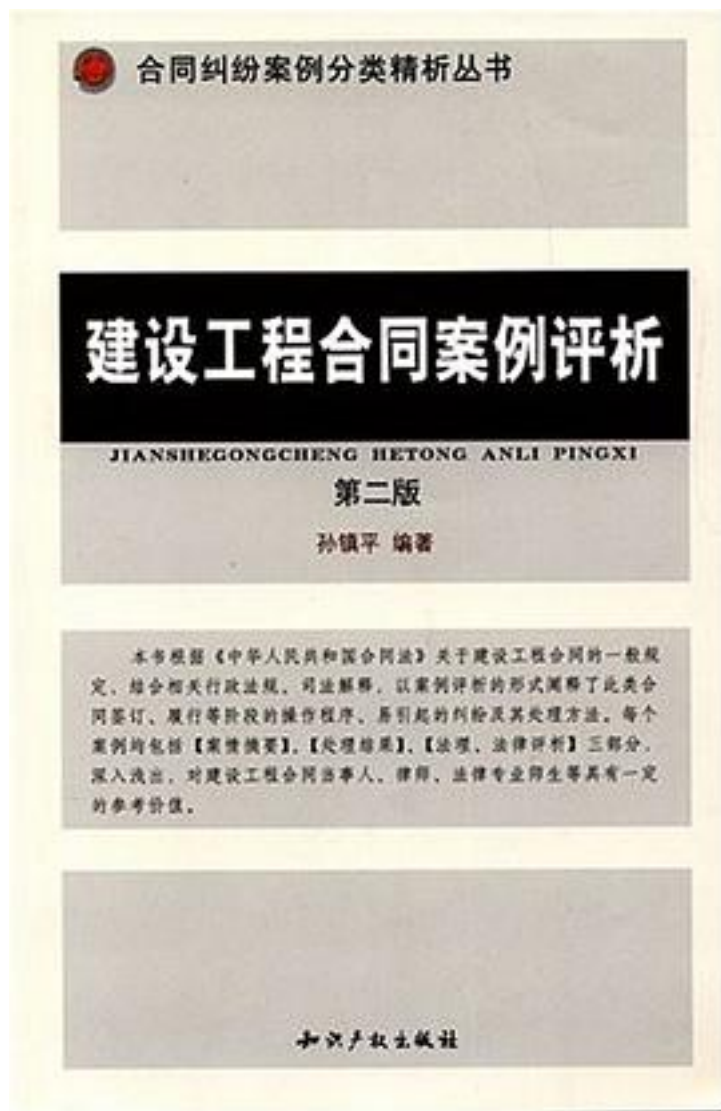 合同纠纷案例分类精析丛书
建设工程合同案例评析
JIANSHEGONGCHENG HETONG ANLI PINGXI
第二版
孙镇平 编著
本书根据《中华人民共和国合同法》关于建设工程合同的一般规
定，结合相关行政法规、司法解释，以案例评析的形式阐释了此类合
同签订、履行等阶段的操作程序、易引起的纠纷及其处理方法。每个
案例均包括【案情摘要】、【处理结果】、【法理、法律评析】三部分，
深入浅出，对建设工程合同当事人、律师、法律专业师生等具有一定
的参考价值。
知识产权出版社